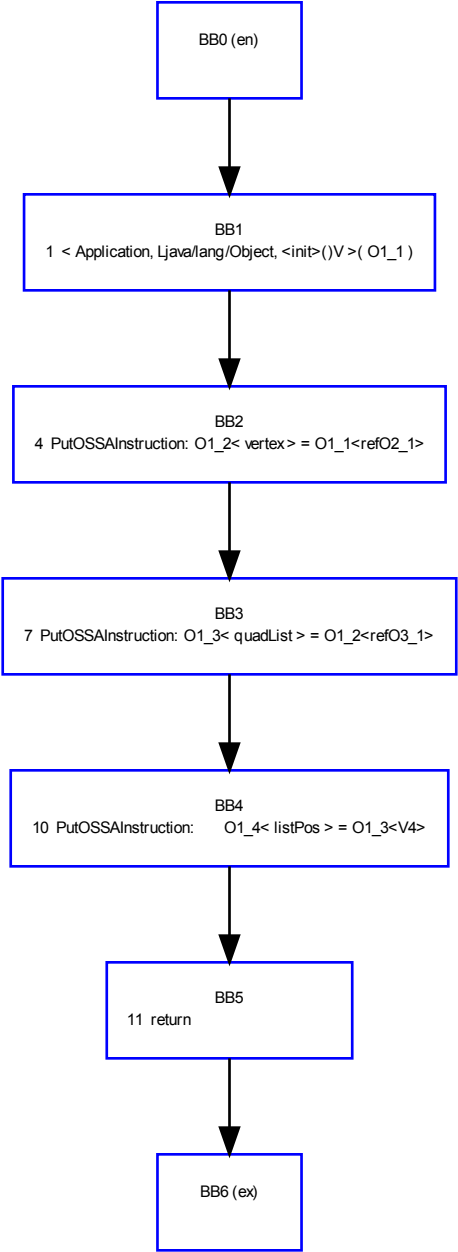 BB0 (en)
BB1
1 < Application, Ljava/lang/Object, <init>()V >( O1_1 )
BB2
4 PutOSSAInstruction: O1_2< vertex > = O1_1<refO2_1>
BB3
7 PutOSSAInstruction: O1_3< quadList > = O1_2<refO3_1>
BB4
10 PutOSSAInstruction: O1_4< listPos > = O1_3<V4>
BB5
11 return
BB6 (ex)